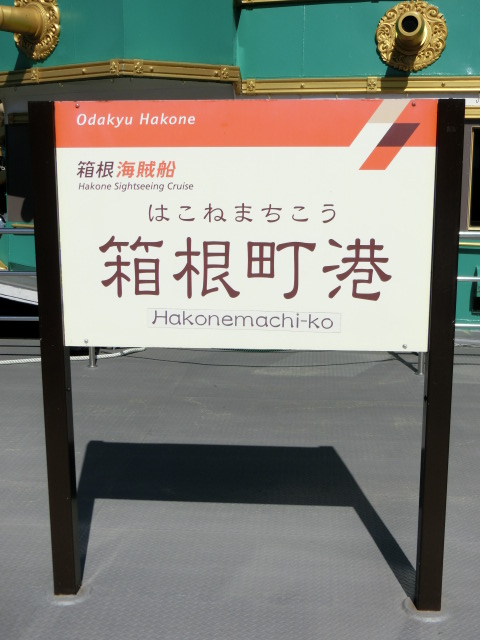 Odakyu Hakone
箱根海賊船
Hakone Sightseeing Cruise
はこねまちこう
箱根町港
Hakonemachi-ko